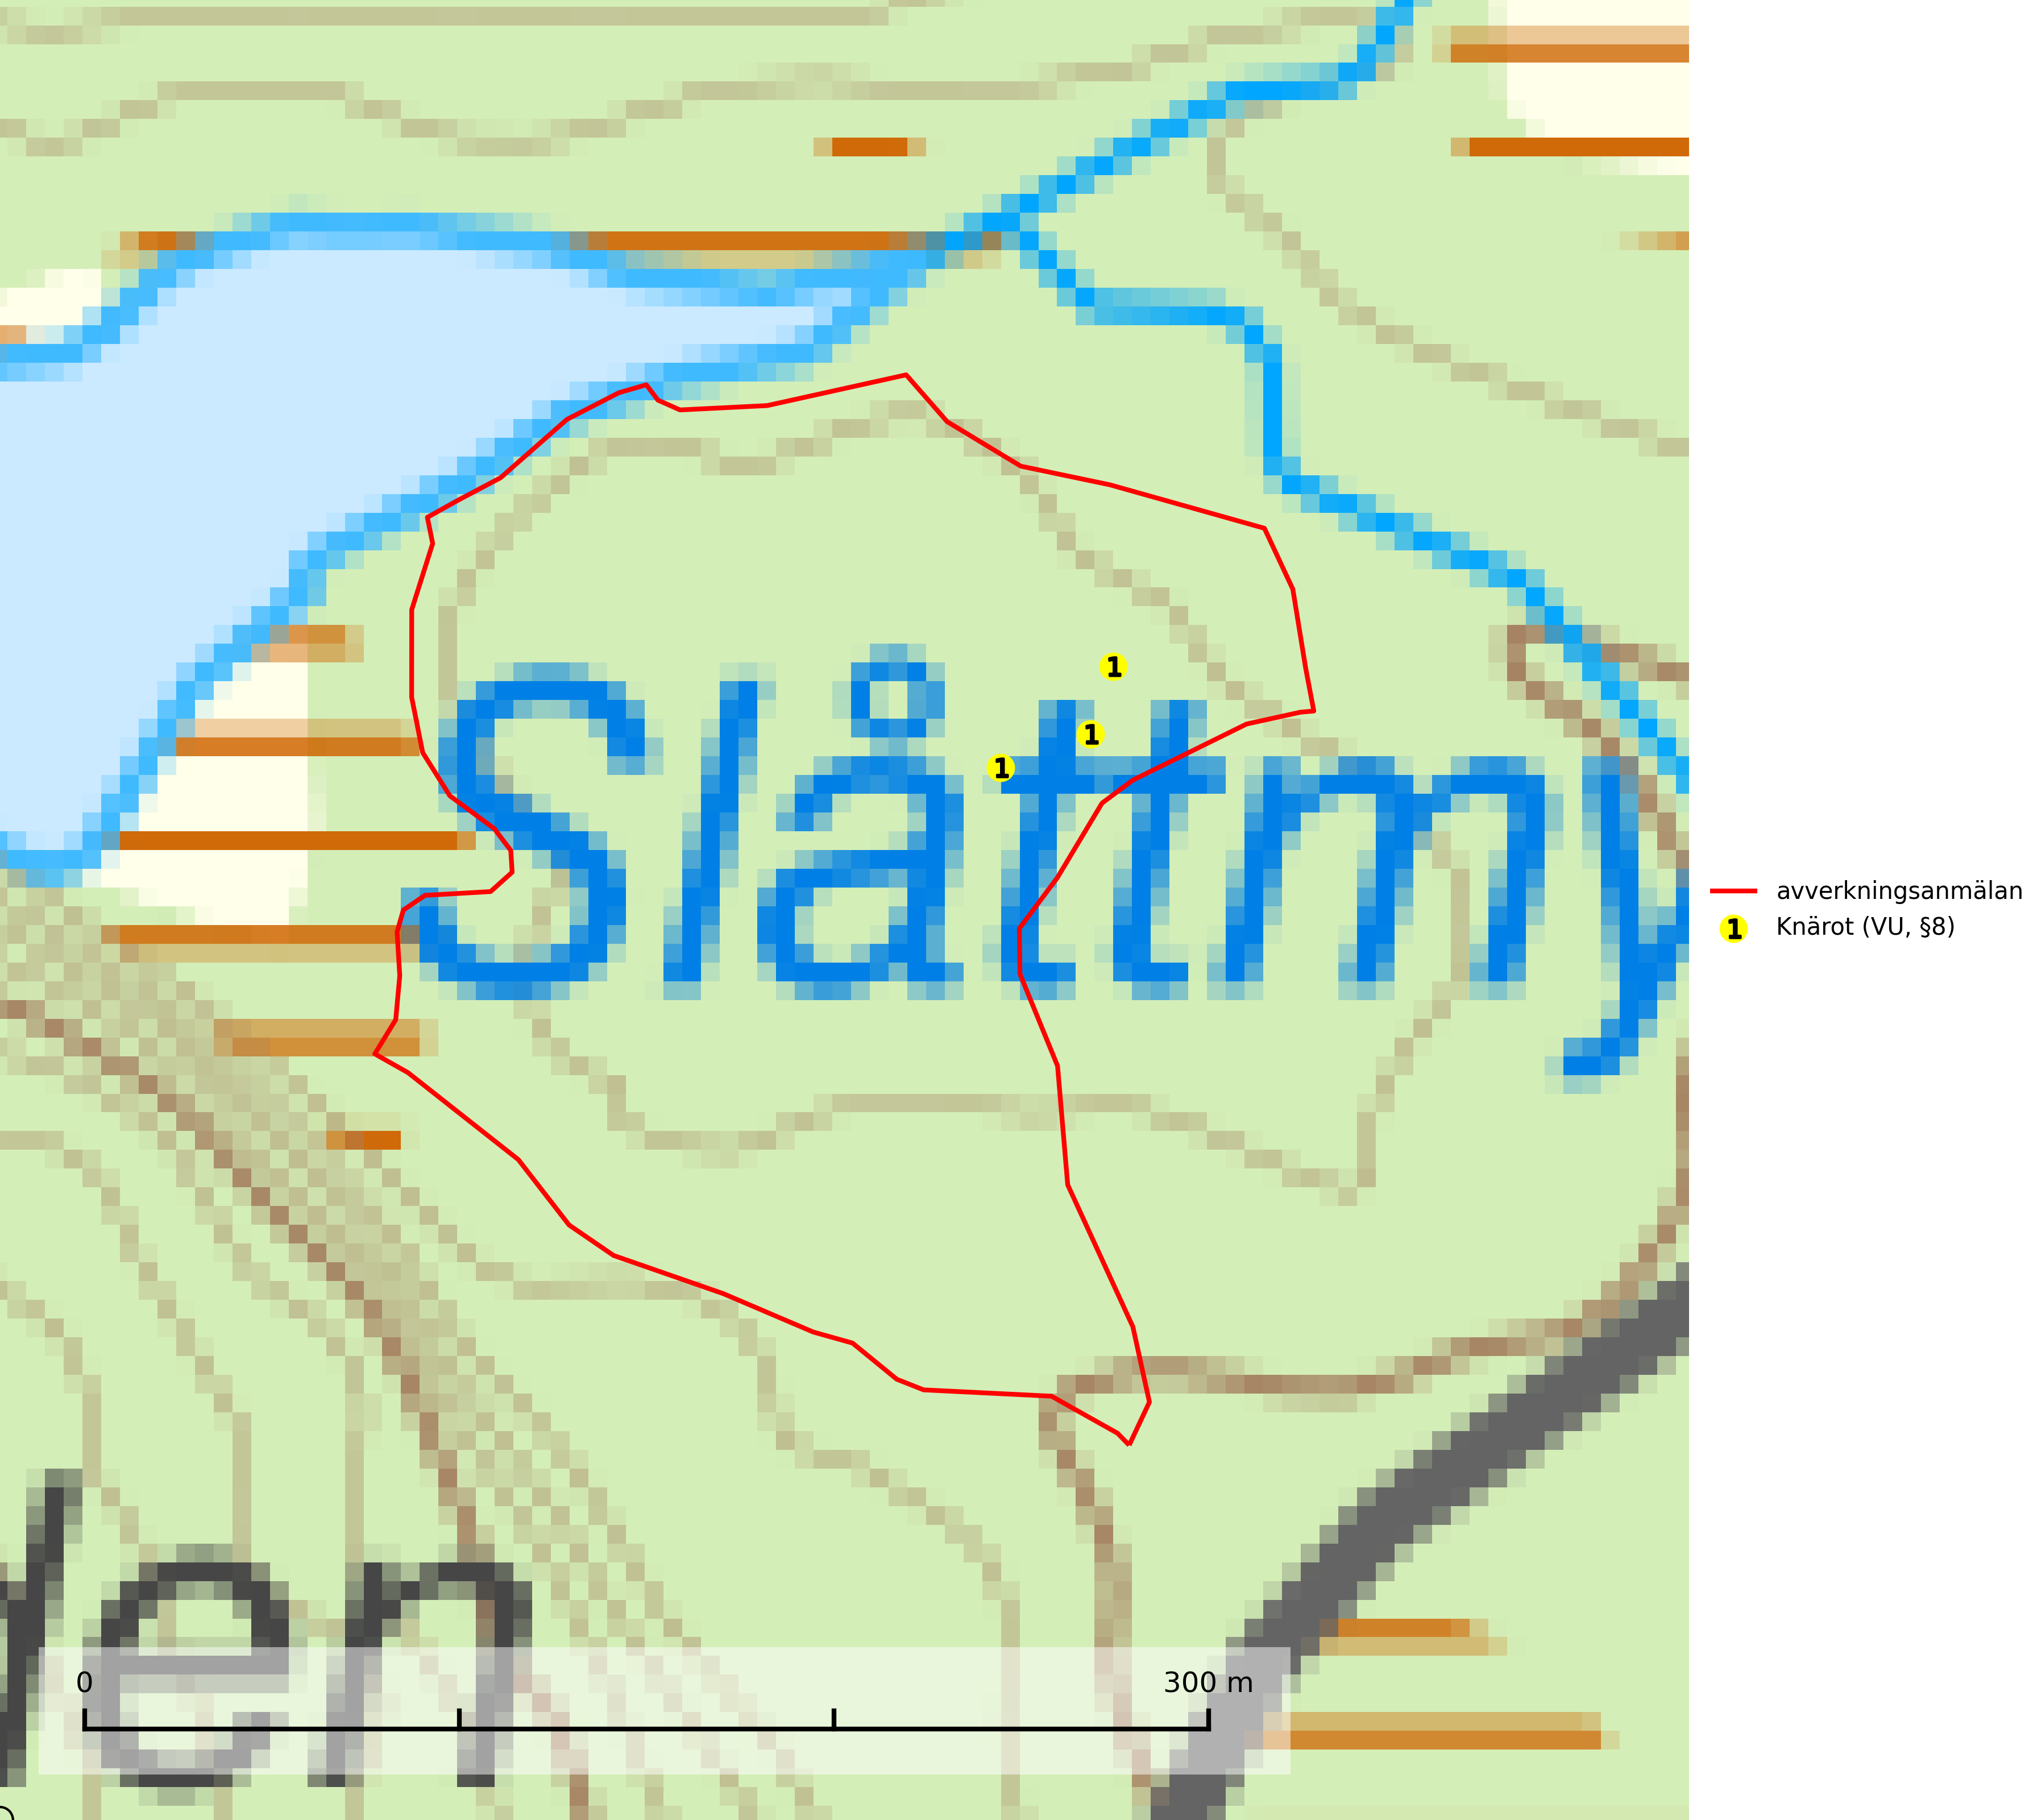 1
1
1
Slåttmy
avverkningsanmälan
1 Knärot (VU, §8)
en
0 300 m